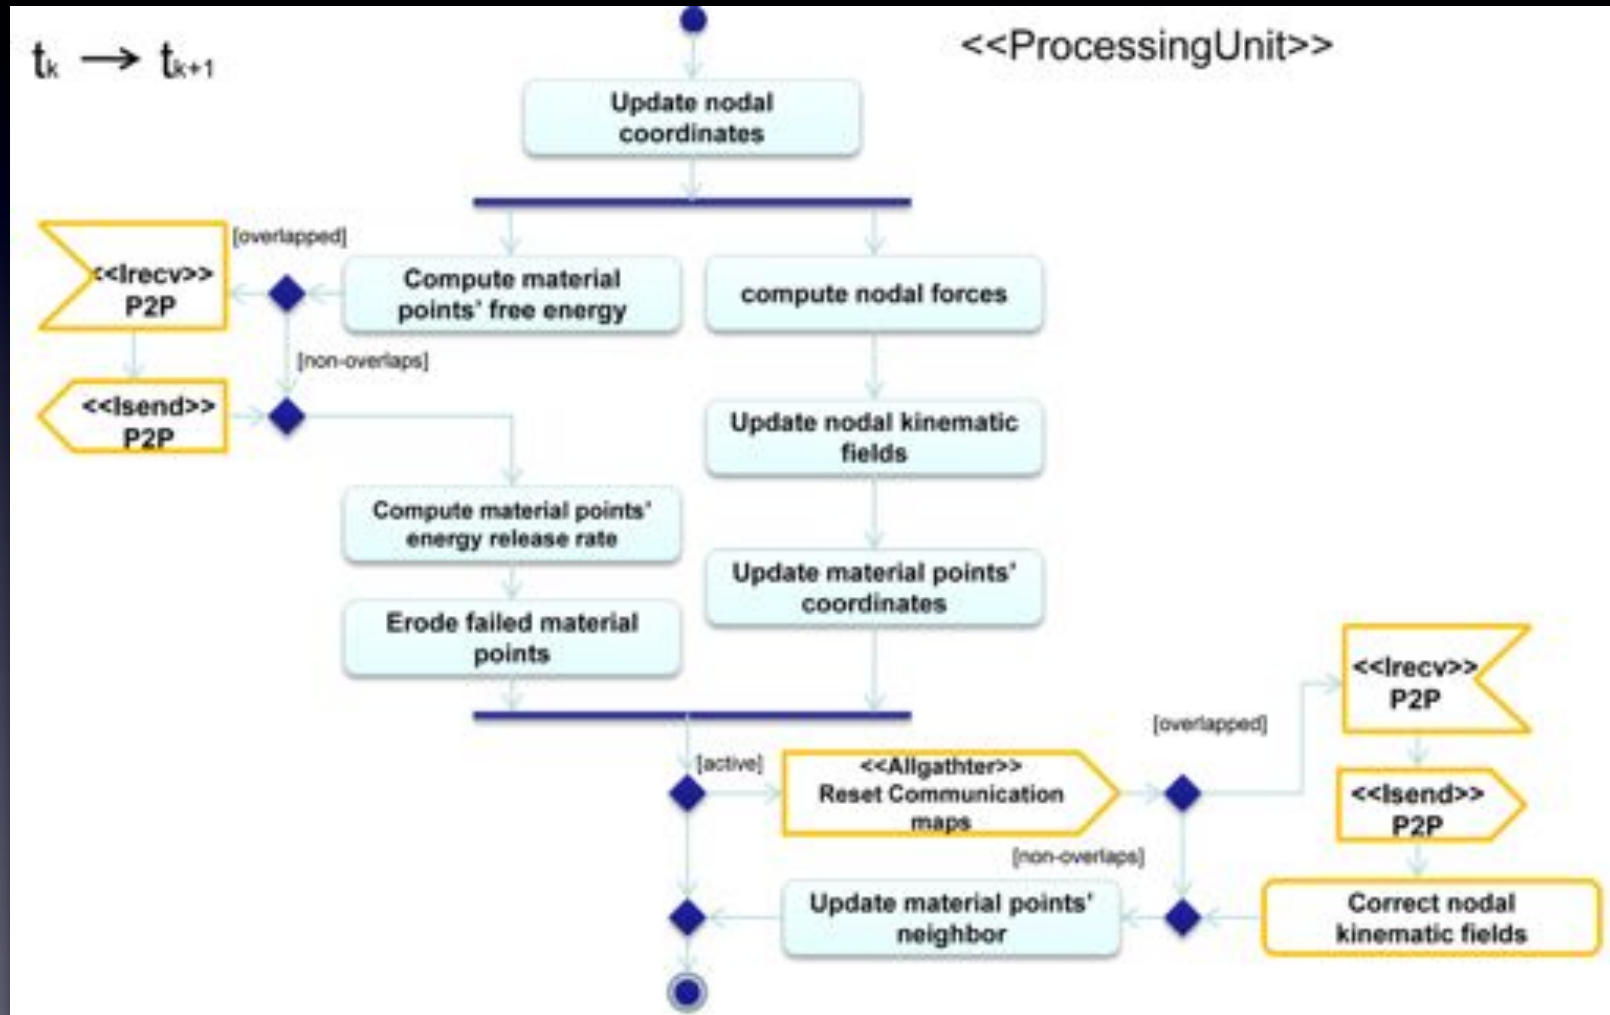 t_k → t_{k+1}
<<ProcessingUnit>>
Update nodal
coordinates
[overlapped]
<<Irecv>>
P2P
Compute material
points' free energy
compute nodal forces
[non-overlaps]
<<Isend>>
P2P
Update nodal kinematic
fields
Compute material points'
energy release rate
Update material points'
coordinates
Erode failed material
points
<<Irecv>>
P2P
[overlapped]
[active]
<<Allgathter>>
Reset Communication
maps
<<Isend>>
P2P
[non-overlaps]
Update material points'
neighbor
Correct nodal
kinematic fields